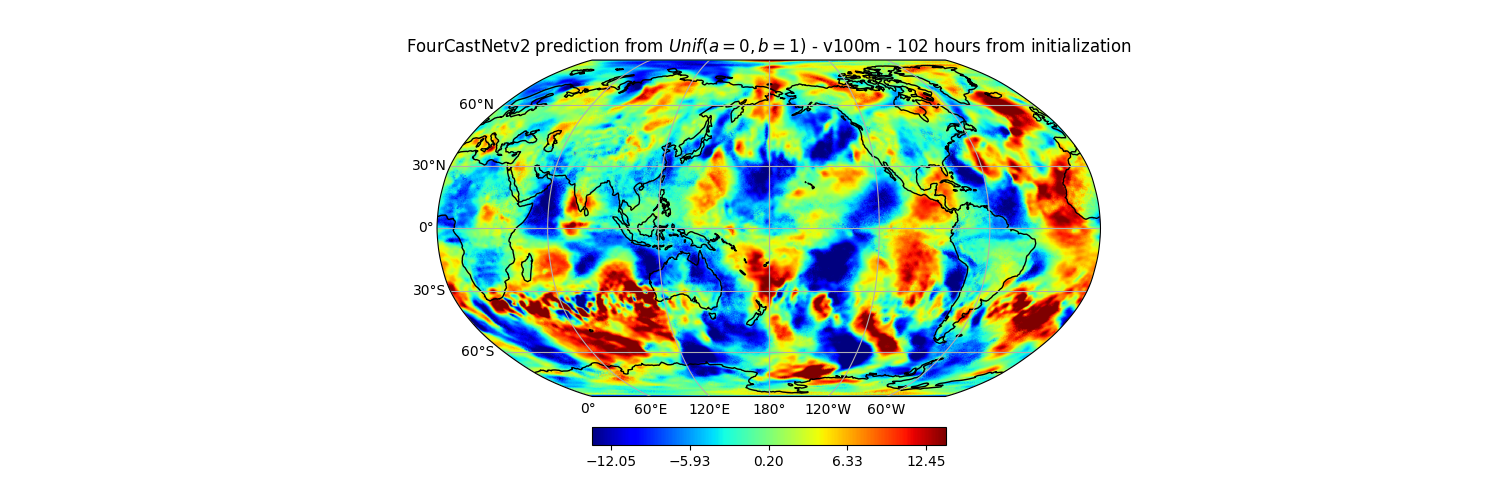 FourCastNetv2 prediction from Unif(a = 0, b = 1) - v100m - 102 hours from initialization
60°N
30°N
0°
30°S
60°S
0° 60°E 120°E 180° 120°W 60°W
−12.05 −5.93 0.20 6.33 12.45